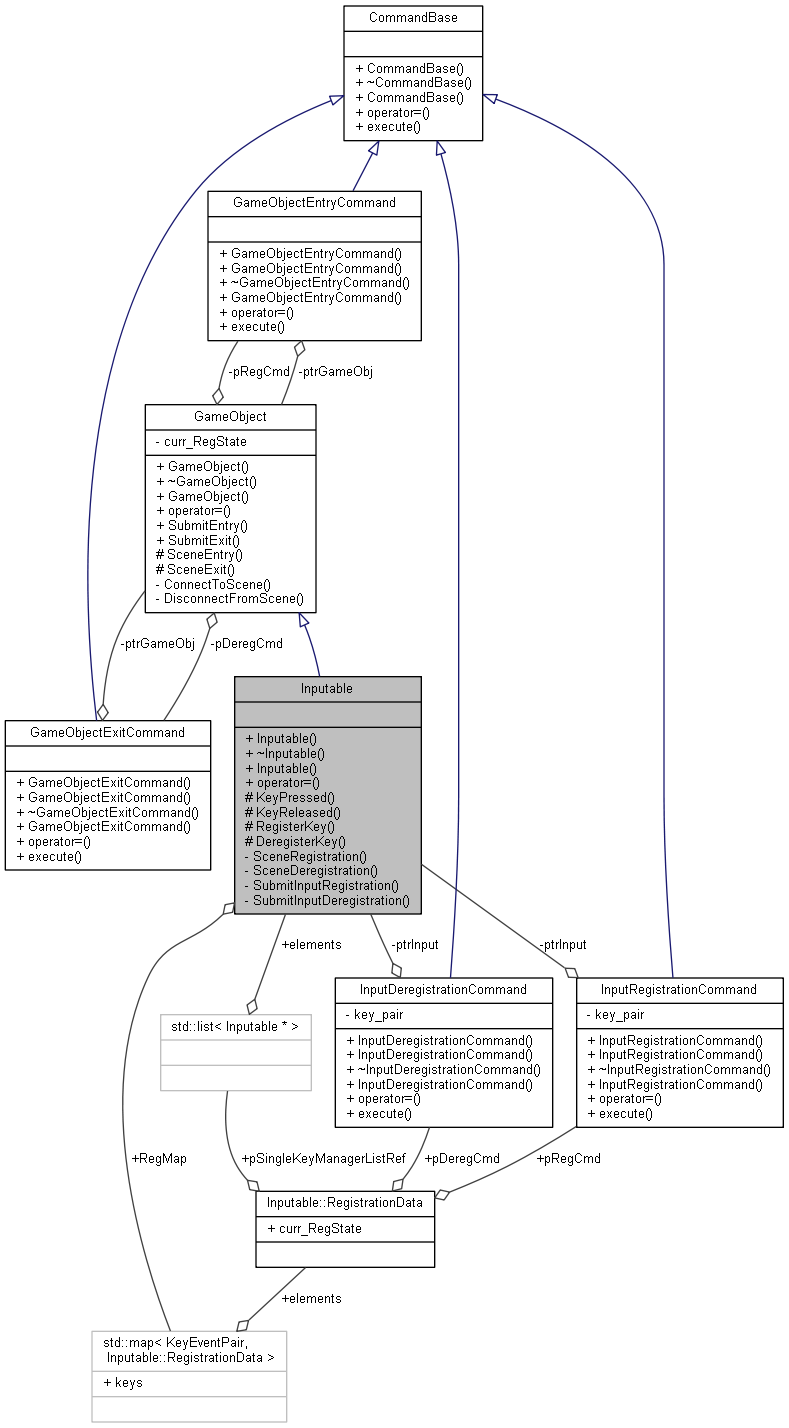 CommandBase
+ CommandBase()
+ ~CommandBase()
+ CommandBase()
+ operator=()
+ execute()
GameObjectEntryCommand
+ GameObjectEntryCommand()
+ GameObjectEntryCommand()
+ ~GameObjectEntryCommand()
+ GameObjectEntryCommand()
+ operator=()
+ execute()
-pRegCmd
-ptrGameObj
GameObject
- curr_RegState
+ GameObject()
+ ~GameObject()
+ GameObject()
+ operator=()
+ SubmitEntry()
+ SubmitExit()
# SceneEntry()
# SceneExit()
- ConnectToScene()
- DisconnectFromScene()
-ptrGameObj
-pDeregCmd
GameObjectExitCommand
+ GameObjectExitCommand()
+ GameObjectExitCommand()
+ ~GameObjectExitCommand()
+ GameObjectExitCommand()
+ operator=()
+ execute()
Inputable
+ Inputable()
+ ~Inputable()
+ Inputable()
+ operator=()
# KeyPressed()
# KeyReleased()
# RegisterKey()
# DeregisterKey()
- SceneRegistration()
- SceneDeregistration()
- SubmitInputRegistration()
- SubmitInputDeregistration()
+elements
-ptrInput
-ptrInput
std::list< Inputable * >
InputDeregistrationCommand
- key_pair
+ InputDeregistrationCommand()
+ InputDeregistrationCommand()
+ ~InputDeregistrationCommand()
+ InputDeregistrationCommand()
+ operator=()
+ execute()
InputRegistrationCommand
- key_pair
+ InputRegistrationCommand()
+ InputRegistrationCommand()
+ ~InputRegistrationCommand()
+ InputRegistrationCommand()
+ operator=()
+ execute()
+RegMap
+pSingleKeyManagerListRef
+pDeregCmd
+pRegCmd
Inputable::RegistrationData
+ curr_RegState
+elements
std::map< KeyEventPair,
Inputable::RegistrationData >
+ keys